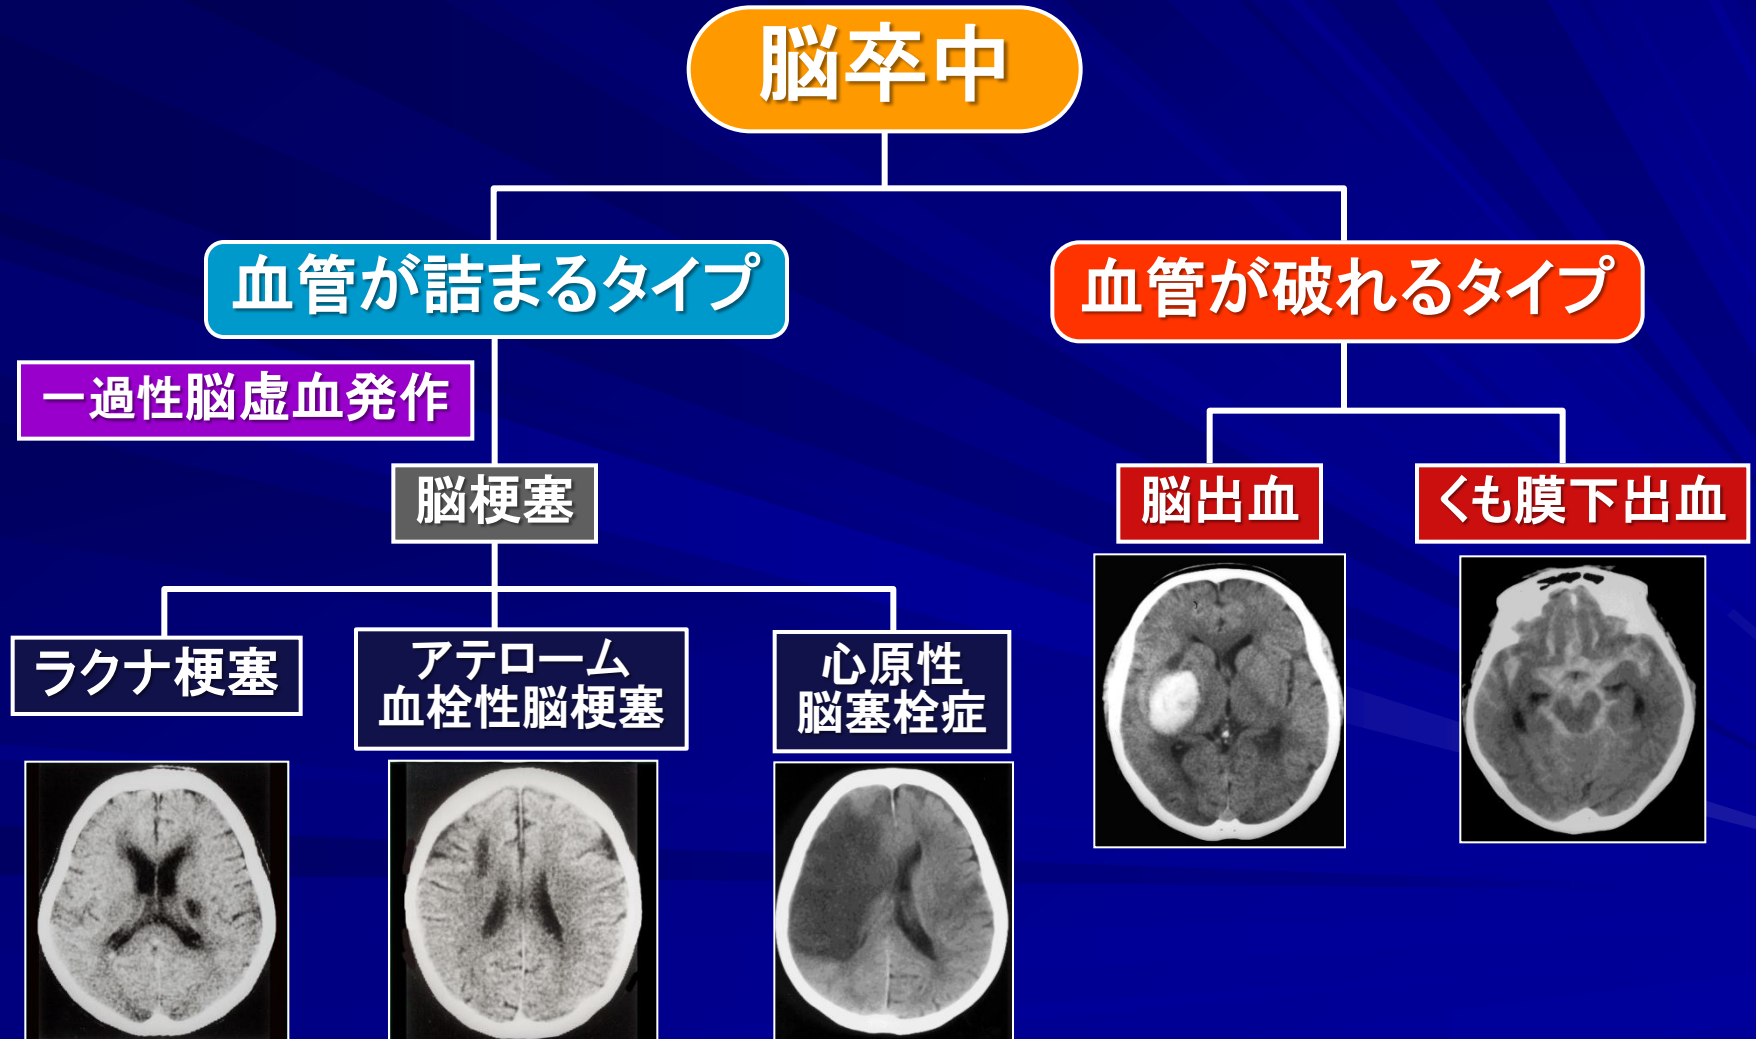 脳卒中
血管が詰まるタイプ
血管が破れるタイプ
一過性脳虚血発作
脳梗塞
脳出血
くも膜下出血
ラクナ梗塞
アテローム
血栓性脳梗塞
心原性
脳塞栓症